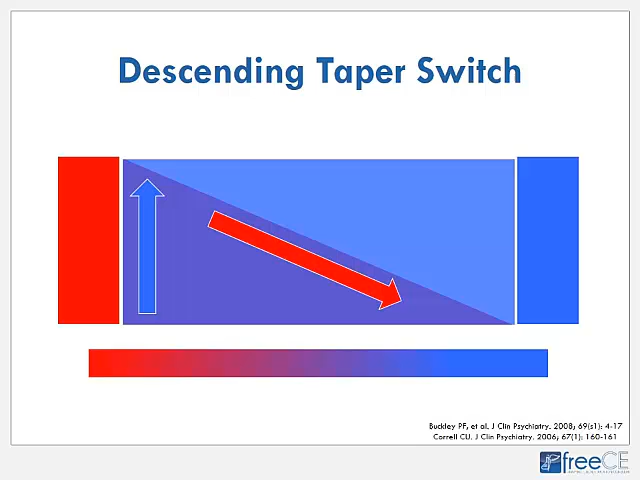 Descending Taper Switch
Buckley PF, et al. J Clin Psychiatry. 2008; 69(s1): 4-17
Correll CU. J Clin Psychiatry. 2006; 67(1): 160-161
freeCE